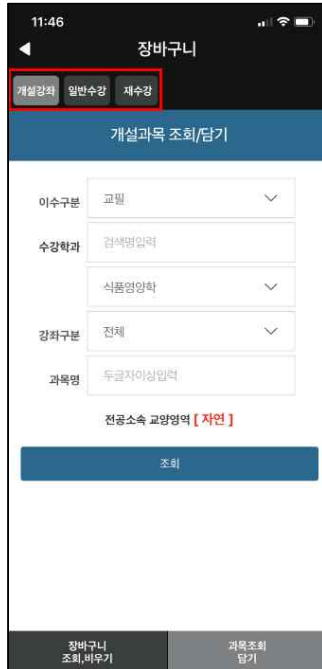 11:46
장바구니
개설강좌 일반수강 재수강
개설과목 조회/담기
이수구분 교필
수강학과 검색명입력
식품영양학
강좌구분 전체
과목명 두글자이상입력
전공소속 교양영역 [ 자연 ]
조회
장바구니
조회,비우기
과목조회
담기